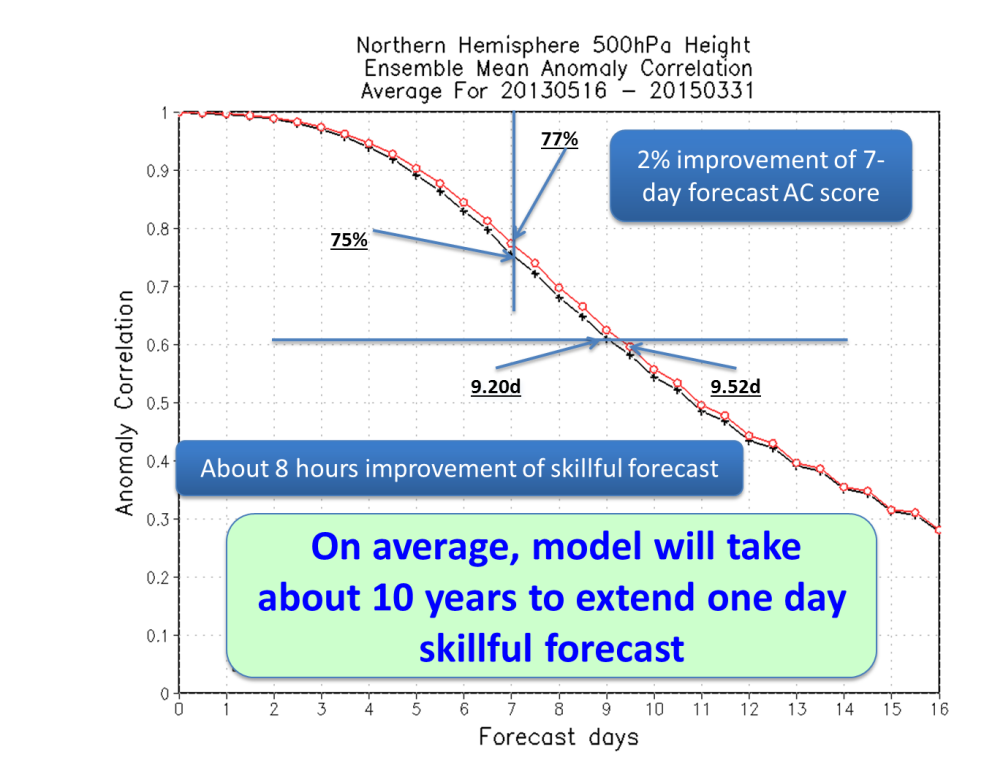 Northern Hemisphere 500hPa Height
Ensemble Mean Anomaly Correlation
Average For 20130516 – 20150331
1
0.9
0.8
0.7
0.6
0.5
0.4
0.3
0.2
0.1
0
Anomaly Correlation
77%
2% improvement of 7-
day forecast AC score
75%
9.20d
9.52d
About 8 hours improvement of skillful forecast
On average, model will take
about 10 years to extend one day
skillful forecast
0 1 2 3 4 5 6 7 8 9 10 11 12 13 14 15 16
Forecast days